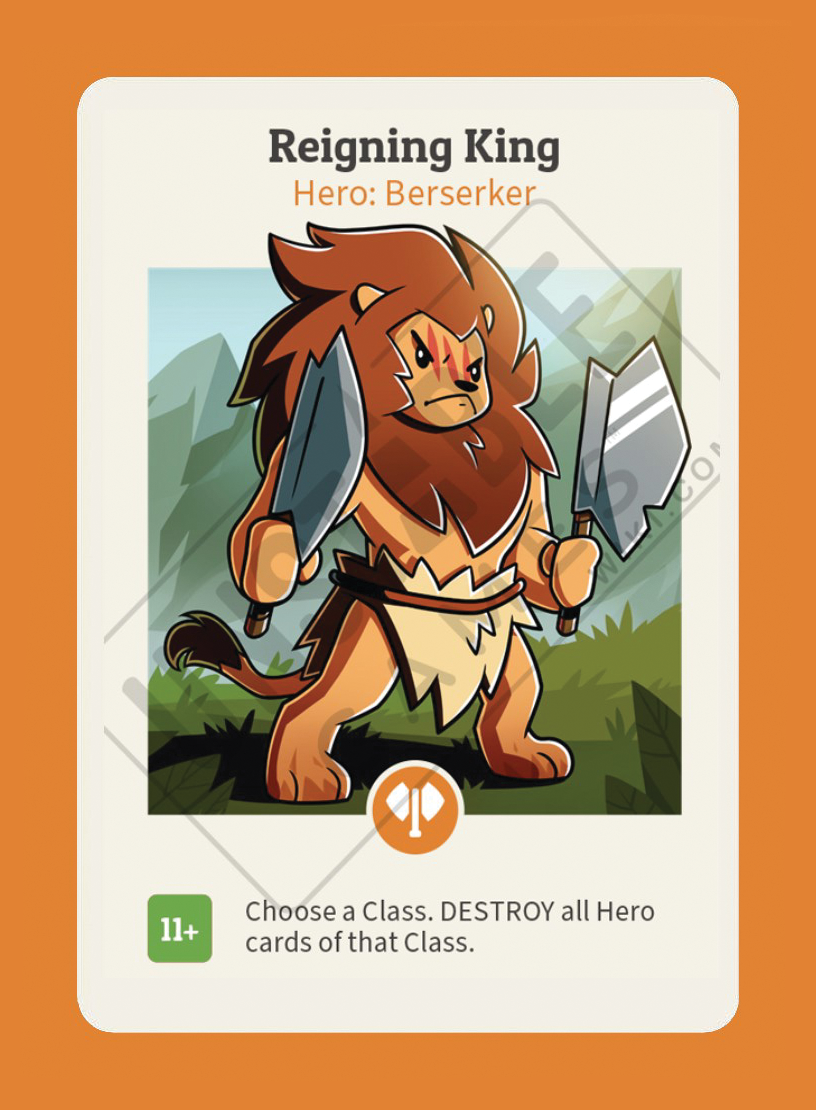 Reigning King
Hero: Berserker
11+
Choose a Class. DESTROY all Hero
cards of that Class.